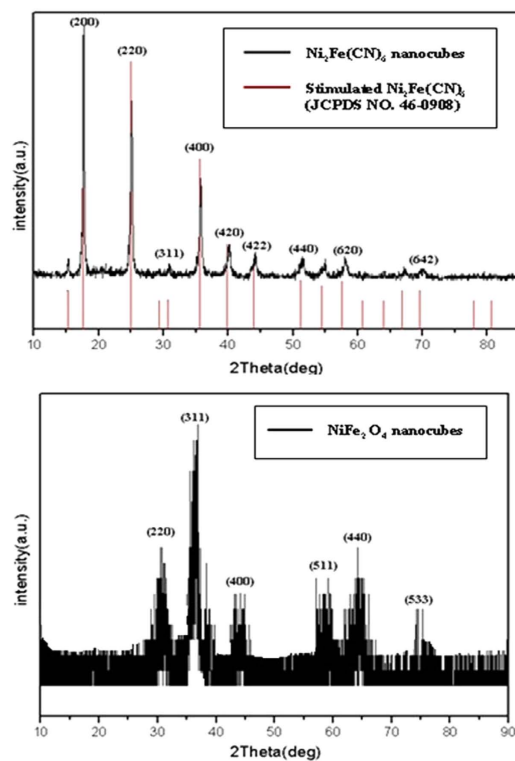 (200)
(220)
(400)
(311)
(420)
(422)
(440)
(620)
(642)
Ni₂Fe(CN)₆ nanocubes
Stimulated Ni₂Fe(CN)₆
(JCPDS NO. 46-0908)
intensity(a.u.)
10 20 30 40 50 60 70 80
2Theta(deg)
(311)
(220)
(400)
(511)
(440)
(533)
NiFe₂O₄ nanocubes
intensity(a.u.)
10 20 30 40 50 60 70 80 90
2Theta(deg)